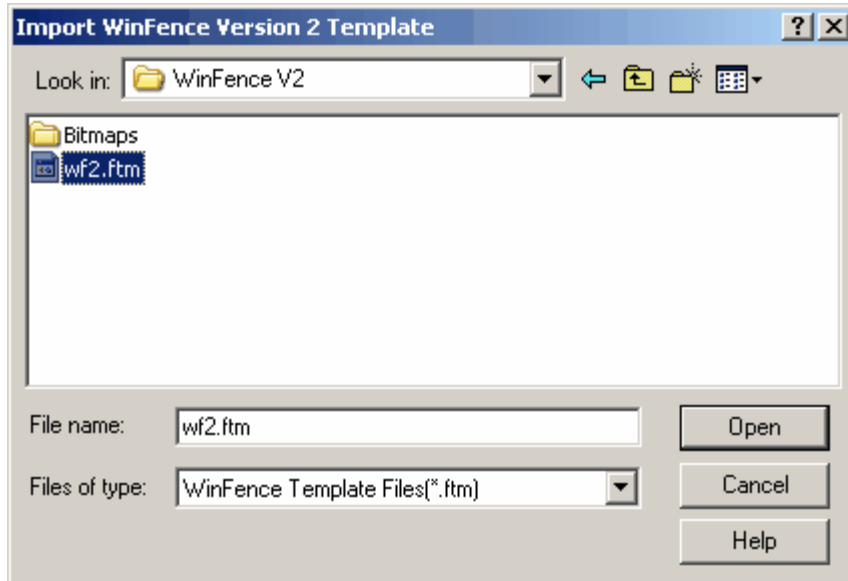 Import WinFence Version 2 Template
Look in: WinFence V2
Bitmaps
wf2.ftm
File name: wf2.ftm Open
Files of type: WinFence Template Files(*.ftm) Cancel
Help